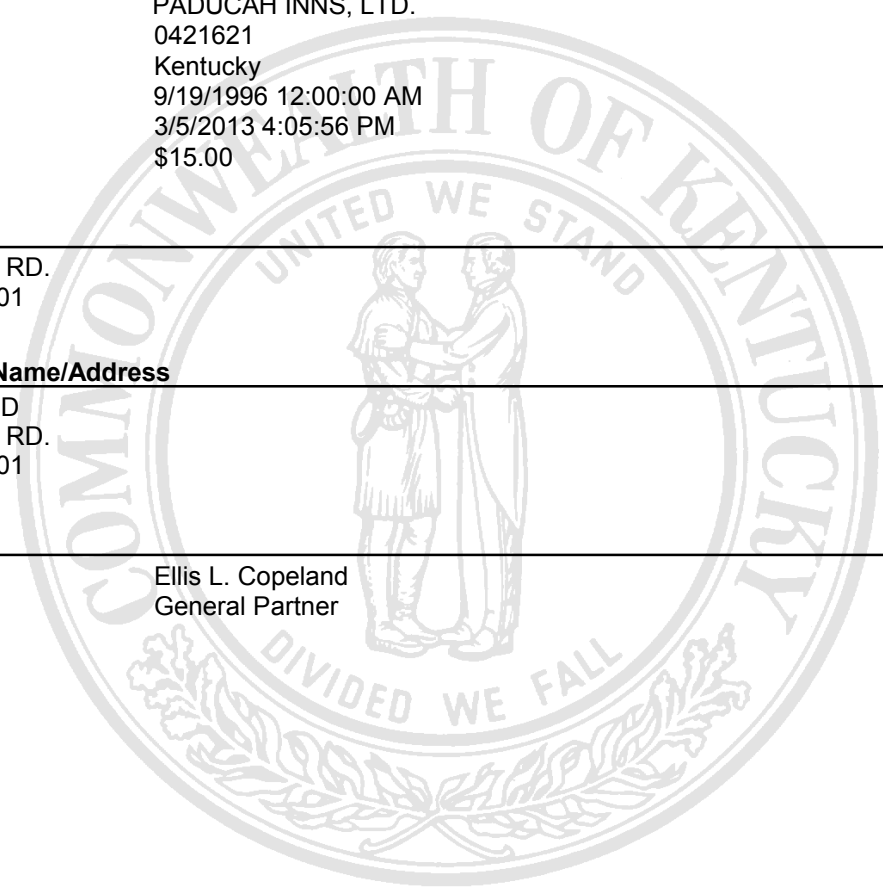 PADUCAH INNS, LTD.
0421621
Kentucky
9/19/1996 12:00:00 AM
3/5/2013 4:05:56 PM
$15.00
RD.
01
Name/Address
D
RD.
01
Ellis L. Copeland
General Partner
COMMONWEALTH OF KENTUCKY
UNITED WE STAND
DIVIDED WE FALL